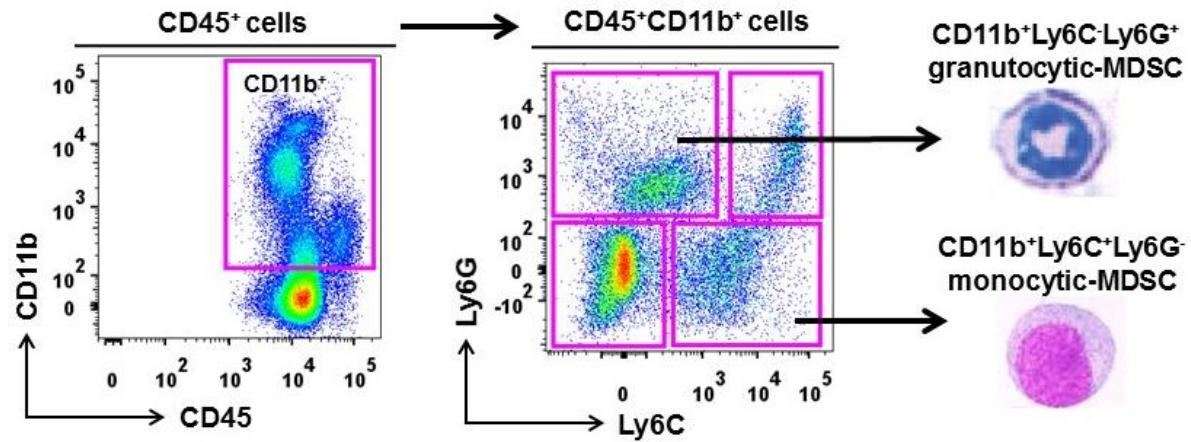 CD45⁺ cells
CD45⁺CD11b⁺ cells
CD11b⁺Ly6C⁻Ly6G⁺
granutocytic-MDSC
CD11b⁺
10⁵
10⁴
10³
10²
0
CD11b
0
10²
10³
10⁴
10⁵
CD45
10⁴
10³
10²
0
-10²
Ly6G
0
10³
10⁴
10⁵
Ly6C
CD11b⁺Ly6C⁺Ly6G⁻
monocytic-MDSC